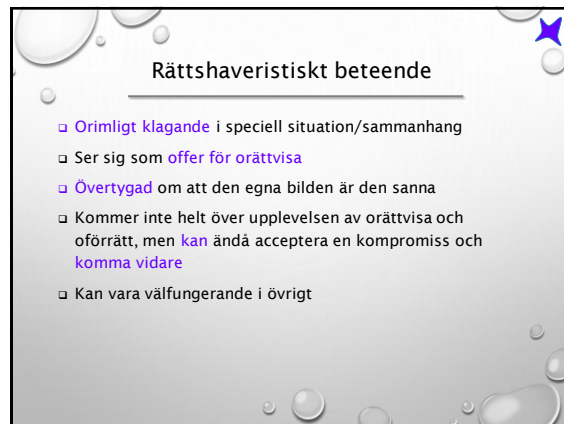 Rättshaveristiskt beteende
Orimligt klagande i speciell situation/sammanhang
Ser sig som offer för orättvisa
Övertygad om att den egna bilden är den sanna
Kommer inte helt över upplevelsen av orättvisa och
oförrätt, men kan ändå acceptera en kompromiss och
komma vidare
Kan vara välfungerande i övrigt